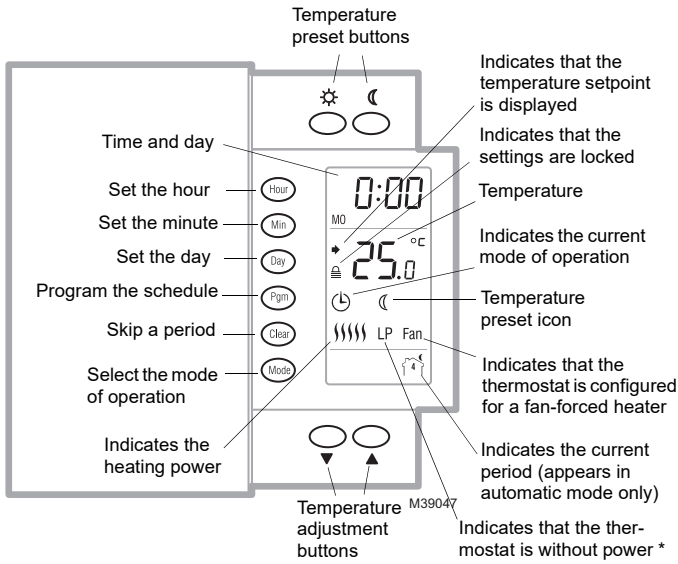 Temperature
preset buttons
Indicates that the
temperature setpoint
is displayed
Indicates that the
settings are locked
Temperature
Indicates the current
mode of operation
Temperature
preset icon
Indicates that the
thermostat is configured
for a fan-forced heater
Indicates the current
period (appears in
automatic mode only)
Indicates that the ther-
mostat is without power *
Time and day
Set the hour
Set the minute
Set the day
Program the schedule
Skip a period
Select the mode
of operation
Indicates the
heating power
Hour
Min
Day
Pgm
Clear
Mode
0:00
MO
25.0 °C
LP Fan
4
M39047
Temperature
adjustment
buttons